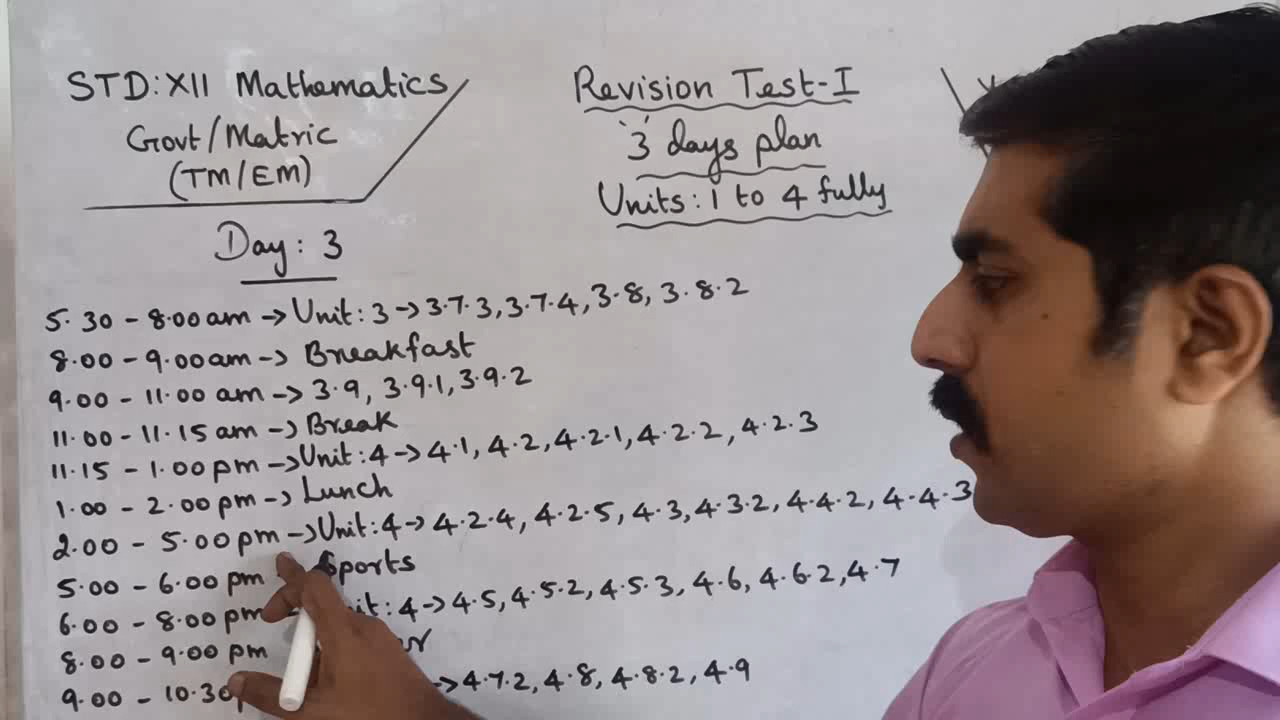 STD: XII Mathematics
Govt/Matric
(TM/EM)
Revision Test-I
'3' days plan
Units: 1 to 4 fully
Day: 3
5.30 - 8.00 am -> Unit: 3 -> 3.7.3, 3.7.4, 3.8, 3.8.2
8.00 - 9.00 am -> Breakfast
9.00 - 11.00 am -> 3.9, 3.9.1, 3.9.2
11.00 - 11.15 am -> Break
11.15 - 1.00 pm -> Unit: 4 -> 4.1, 4.2, 4.2.1, 4.2.2, 4.2.3
1.00 - 2.00 pm -> Lunch
2.00 - 5.00 pm -> Unit: 4 -> 4.2.4, 4.2.5, 4.3, 4.3.2, 4.4.2, 4.4.3
5.00 - 6.00 pm Sports
6.00 - 8.00 pm : 4 -> 4.5, 4.5.2, 4.5.3, 4.6, 4.6.2, 4.7
8.00 - 9.00 pm
9.00 - 10.30 -> 4.7.2, 4.8, 4.8.2, 4.9